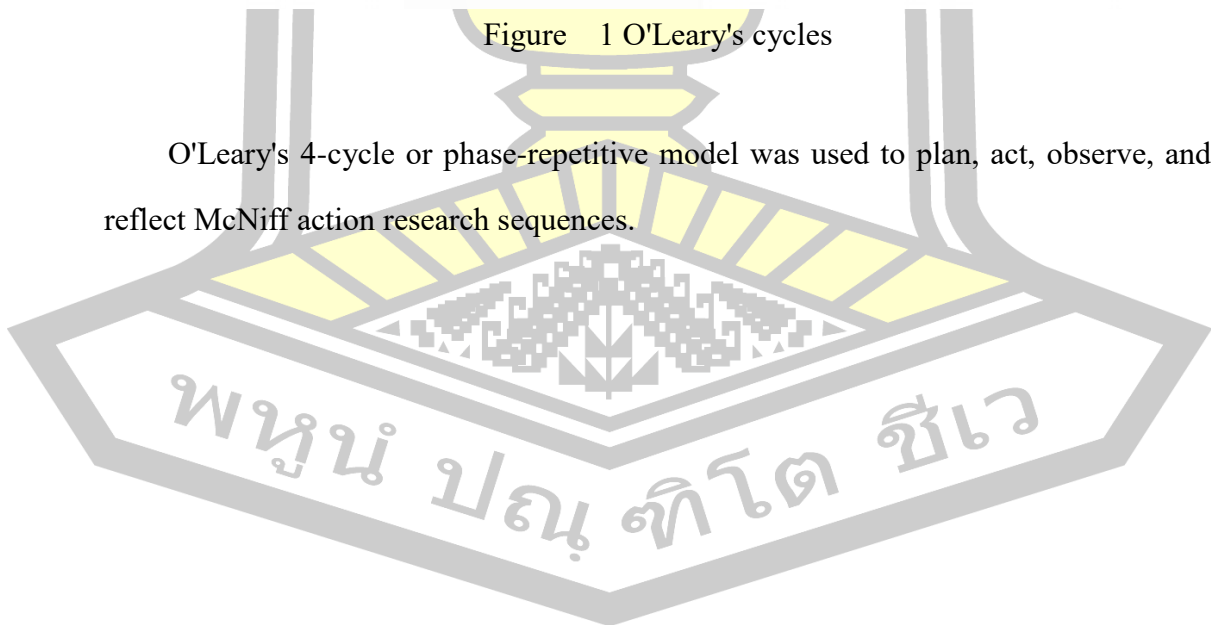 Figure 1 O'Leary's cycles
O'Leary's 4-cycle or phase-repetitive model was used to plan, act, observe, and
reflect McNiff action research sequences.
พหูนํ ปณฺฑิโต ชีเว